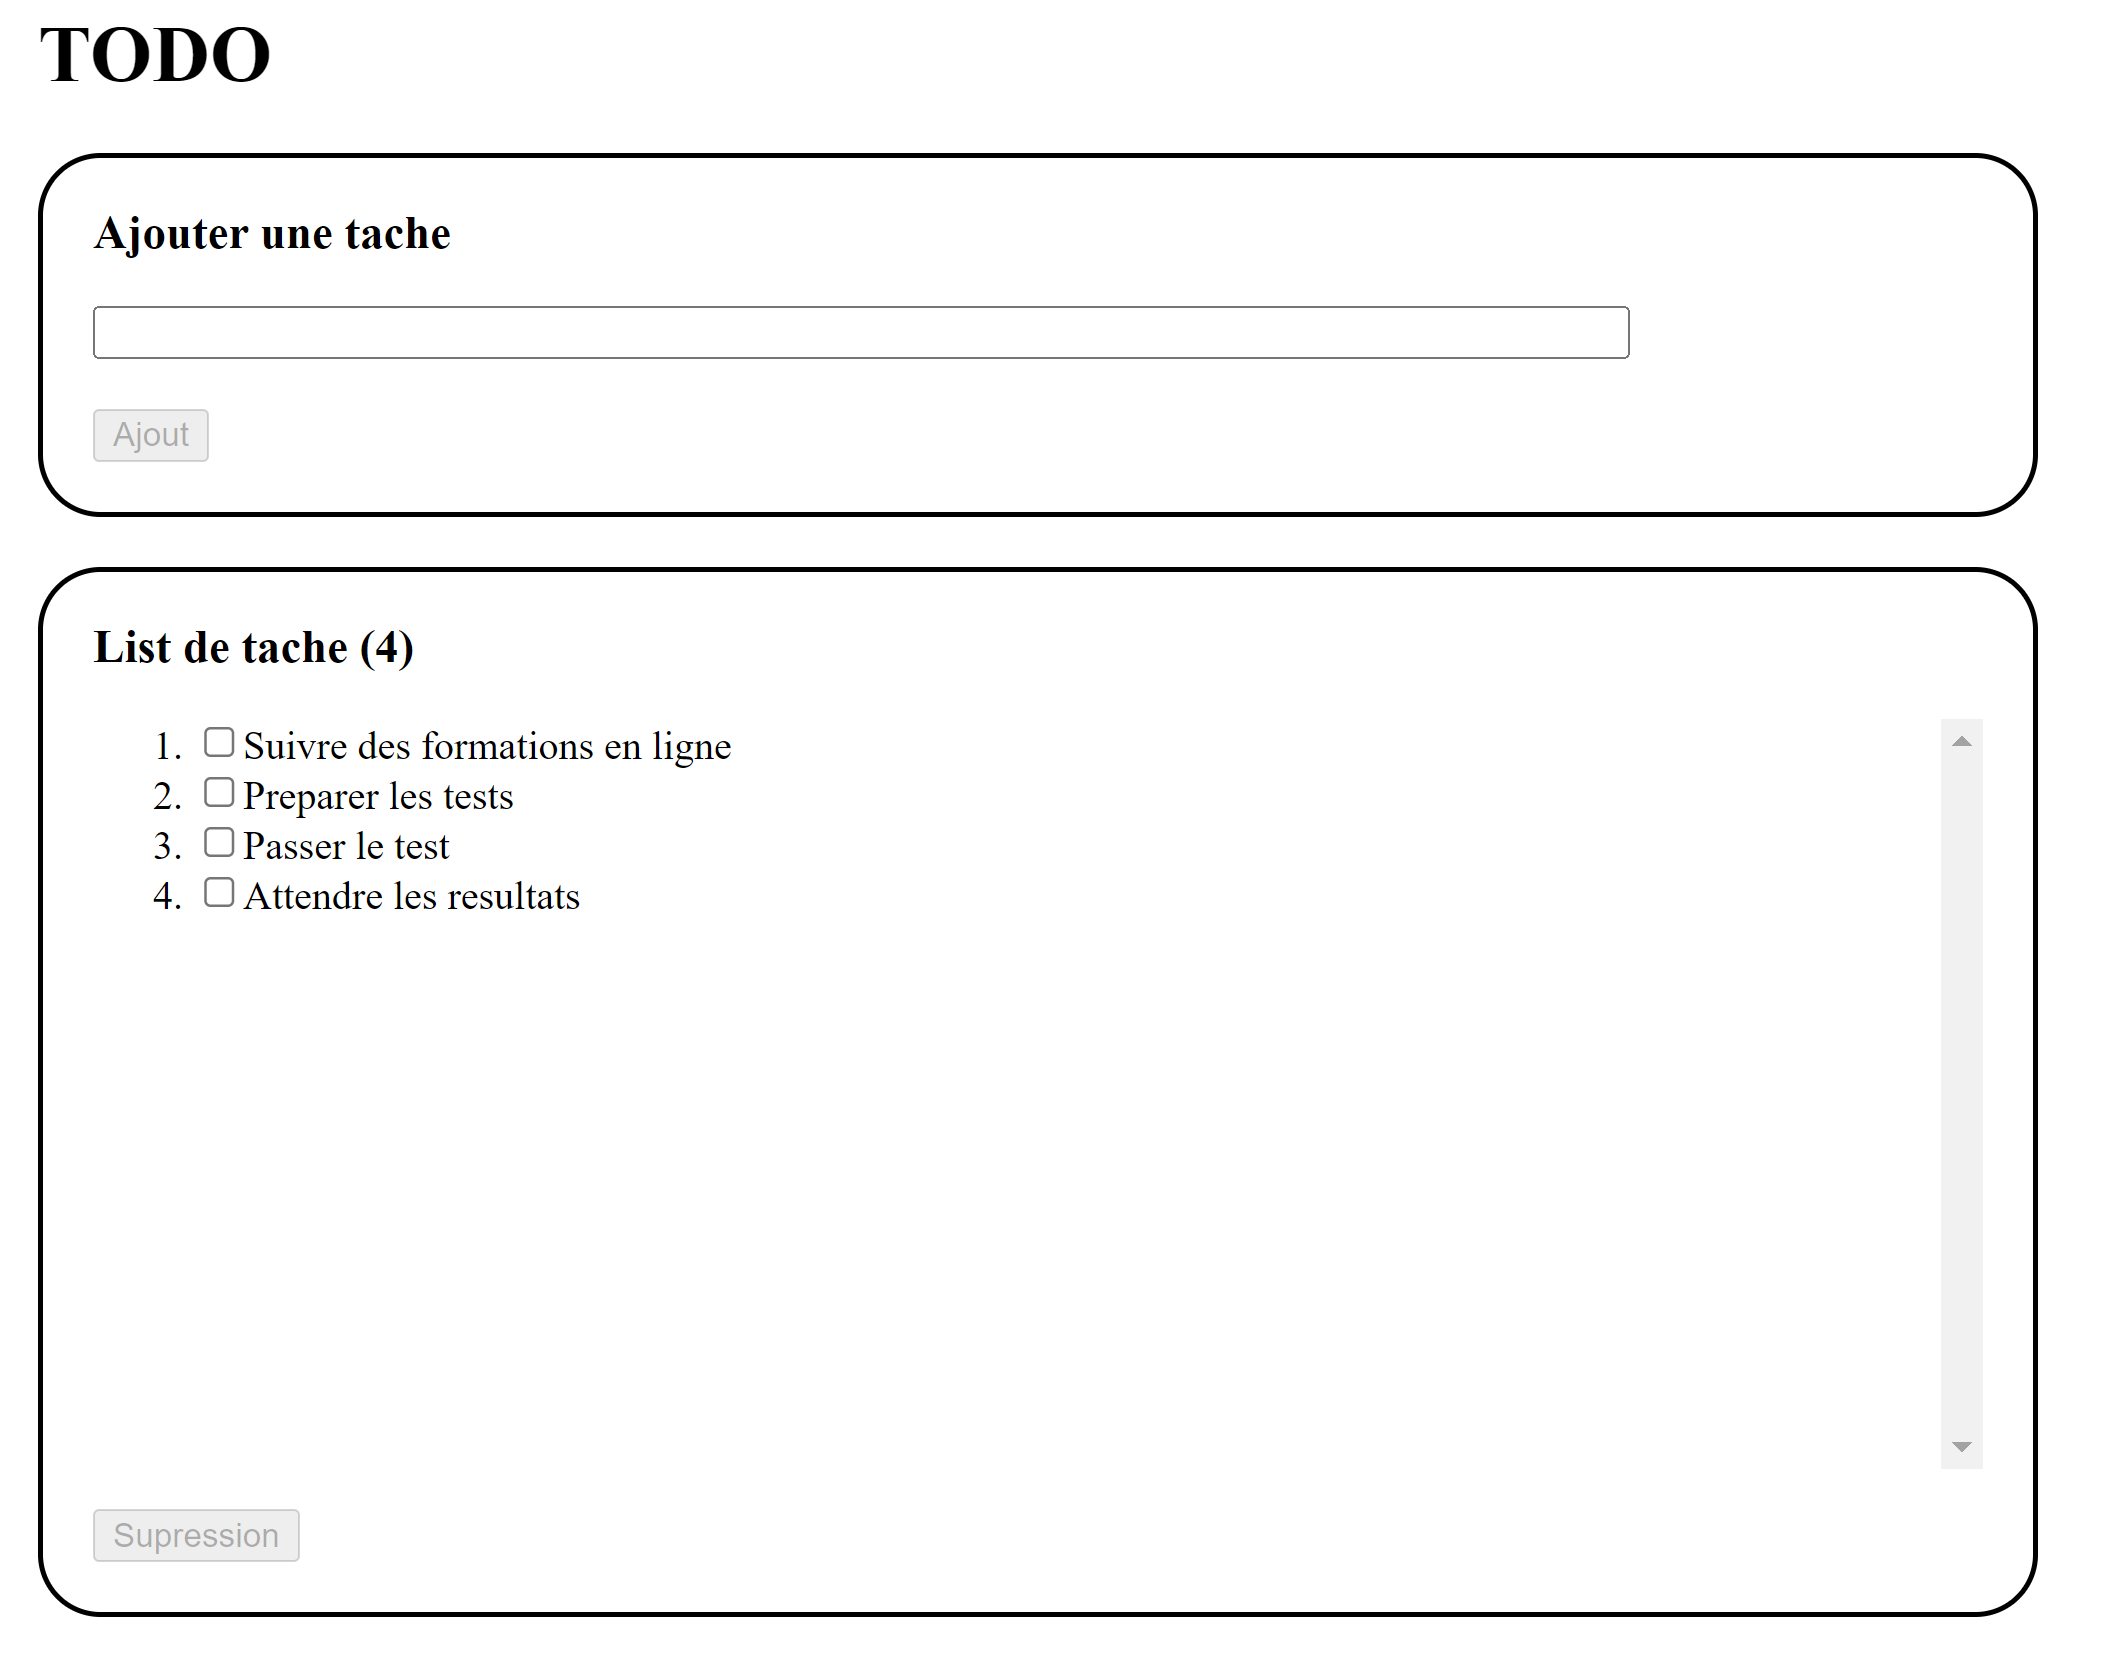 TODO
Ajouter une tache
Ajout
List de tache (4)
1. Suivre des formations en ligne
2. Preparer les tests
3. Passer le test
4. Attendre les resultats
Supression